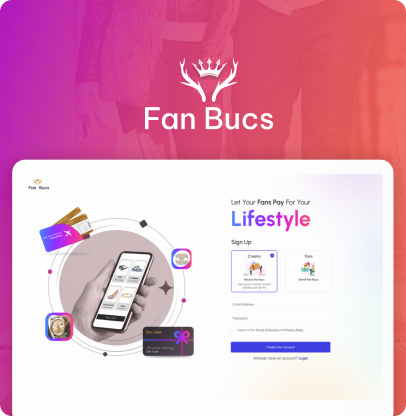 Fan Bucs
Fan Bucs
Let Your Fans Pay For Your
Lifestyle
Sign Up
Creator
Fans
Receive Fan Bucs
Send Fan Bucs
Email Address
Password
I agree to the Terms of Service and Privacy Policy
Create Your Account
Already have an account? Login